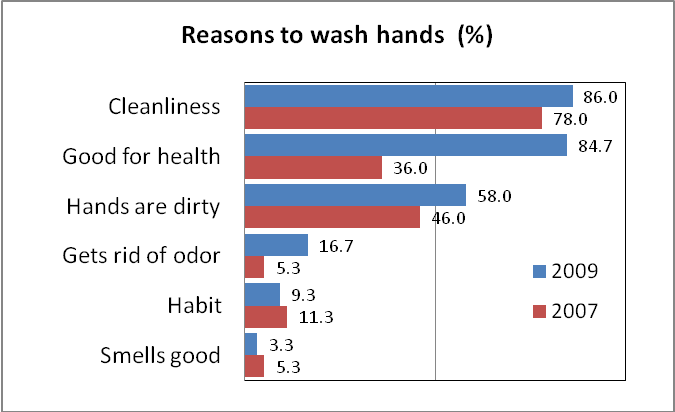 Reasons to wash hands (%)
Cleanliness
86.0
78.0
Good for health
84.7
36.0
Hands are dirty
58.0
46.0
Gets rid of odor
16.7
5.3
Habit
9.3
11.3
Smells good
3.3
5.3
2009
2007